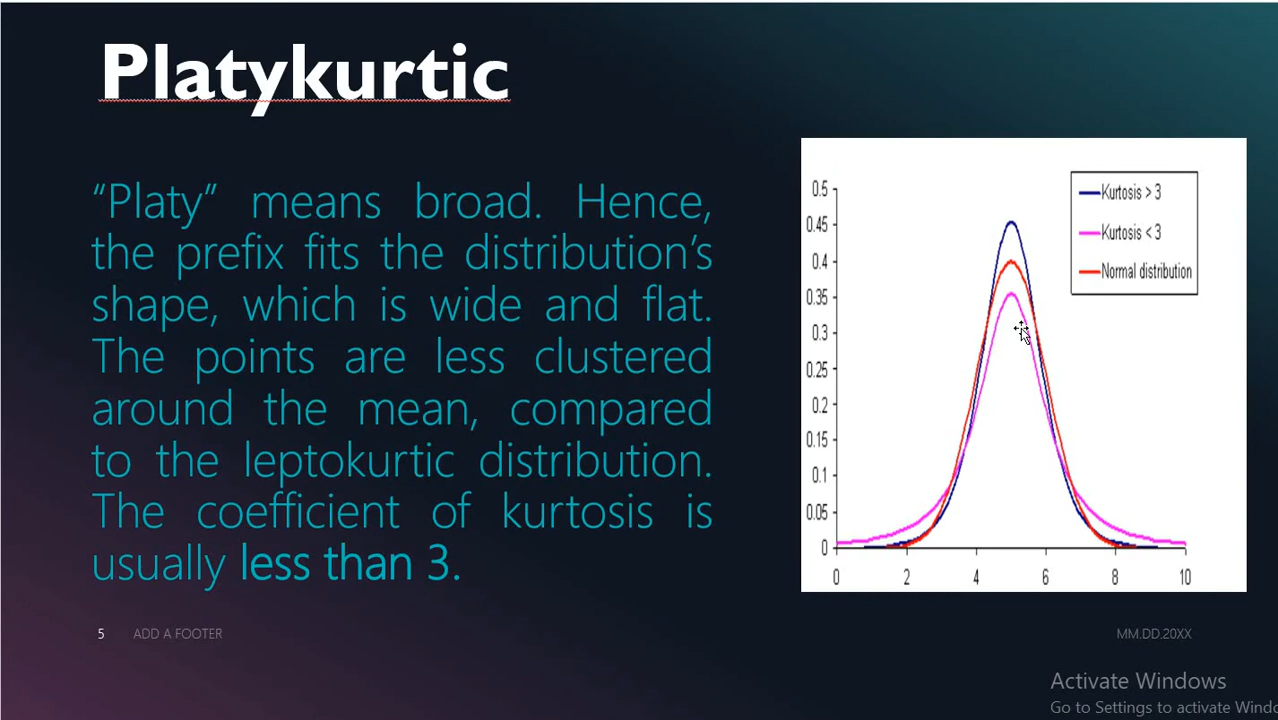 Platykurtic
“Platy” means broad. Hence,
the prefix fits the distribution’s
shape, which is wide and flat.
The points are less clustered
around the mean, compared
to the leptokurtic distribution.
The coefficient of kurtosis is
usually less than 3.
0.5
0.45
0.4
0.35
0.3
0.25
0.2
0.15
0.1
0.05
0
0 2 4 6 8 10
Kurtosis > 3
Kurtosis < 3
Normal distribution
5 ADD A FOOTER MM.DD.20XX
Activate Windows
Go to Settings to activate Windo